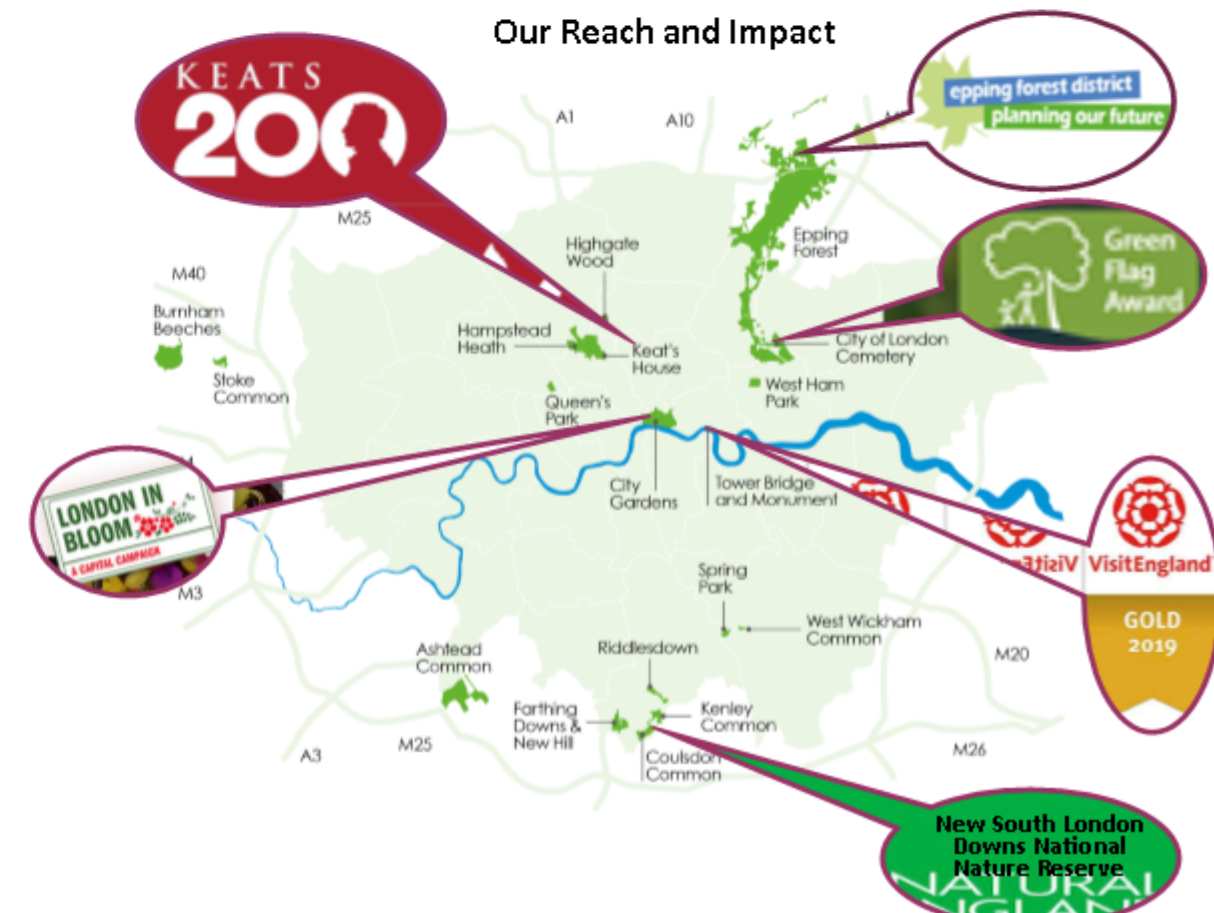 Our Reach and Impact
KEATS
200
epping forest district
planning our future
A1
A10
M25
Highgate
Wood
Epping
Forest
Green
Flag
Award
M40
Burnham
Beeches
Stoke
Common
Hampstead
Heath
Keat's
House
City of London
Cemetery
Queen's
Park
West Ham
Park
LONDON IN
BLOOM
A CAPITAL CAMPAIGN
City
Gardens
Tower Bridge
and Monument
VisitEngland
GOLD
2019
M3
Spring
Park
West Wickham
Common
M20
Ashtead
Common
Riddlesdown
Farthing
Downs &
New Hill
Kenley
Common
Coulsdon
Common
A3
M25
M26
New South London
Downs National
Nature Reserve
NATURAL
ENGLAND